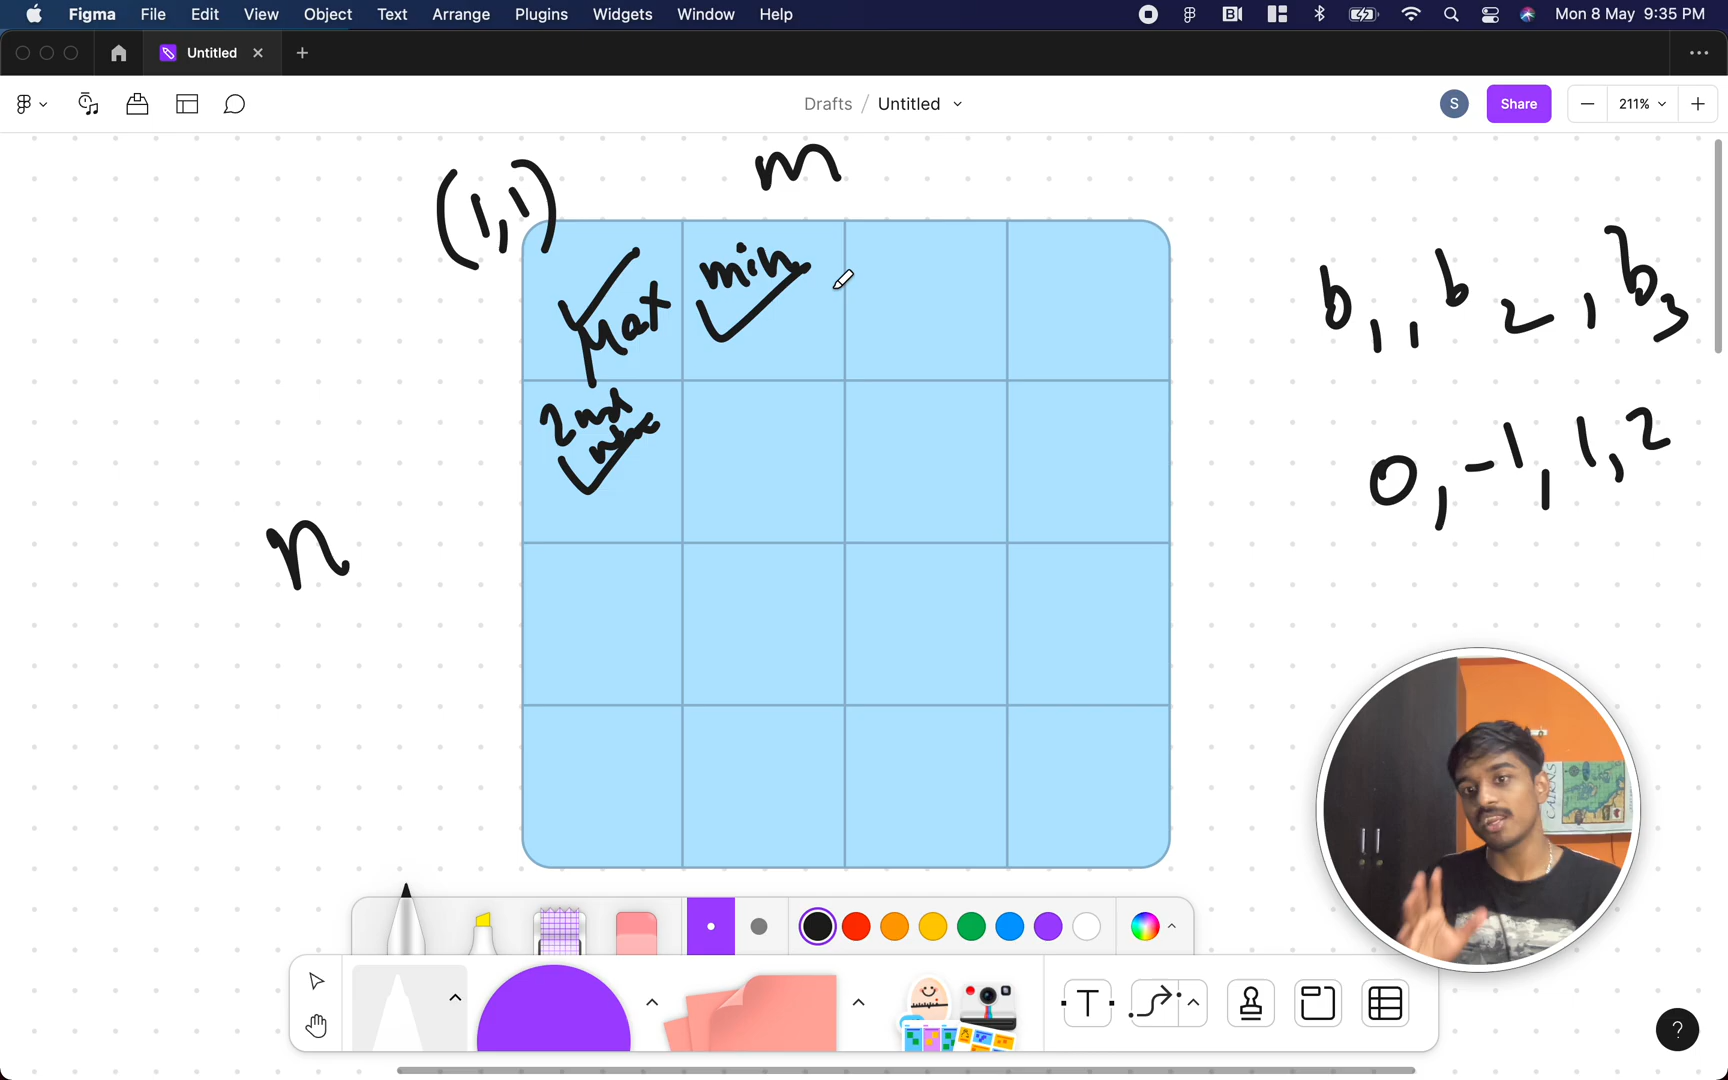 Figma File Edit View Object Text Arrange Plugins Widgets Window Help Mon 8 May 9:35 PM
Untitled
Drafts / Untitled S Share 211%
m
(1,1)
min
Max
b1, b2, b3
2nd
0, -1, 1, 2
n
CAIRNS
T
?